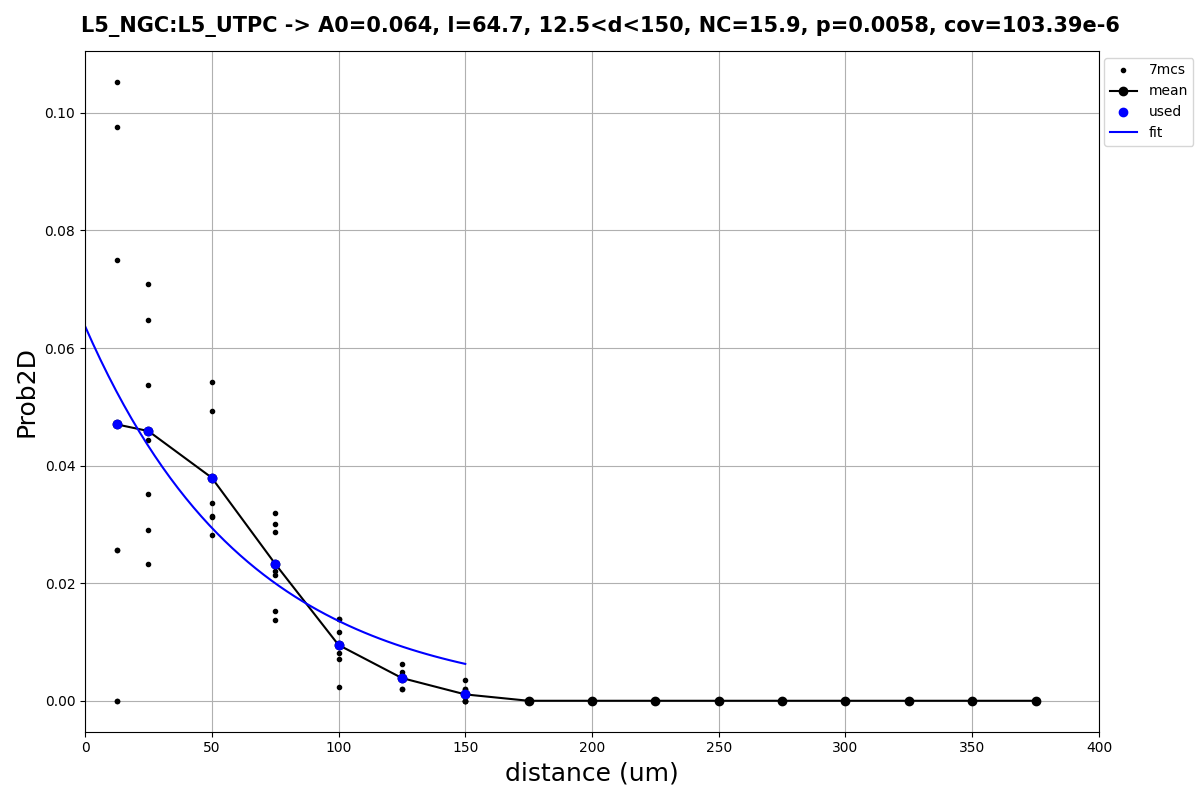 L5_NGC:L5_UTPC -> A0=0.064, l=64.7, 12.5<d<150, NC=15.9, p=0.0058, cov=103.39e-6
7mcs
mean
used
fit
Prob2D
0.10
0.08
0.06
0.04
0.02
0.00
0 50 100 150 200 250 300 350 400
distance (um)